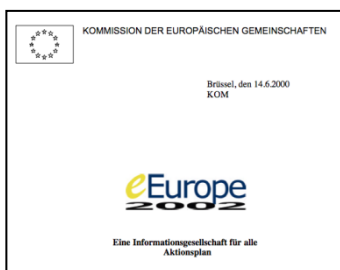 KOMMISSION DER EUROPÄISCHEN GEMEINSCHAFTEN
Brüssel, den 14.6.2000
KOM
eEurope
2002
Eine Informationsgesellschaft für alle
Aktionsplan